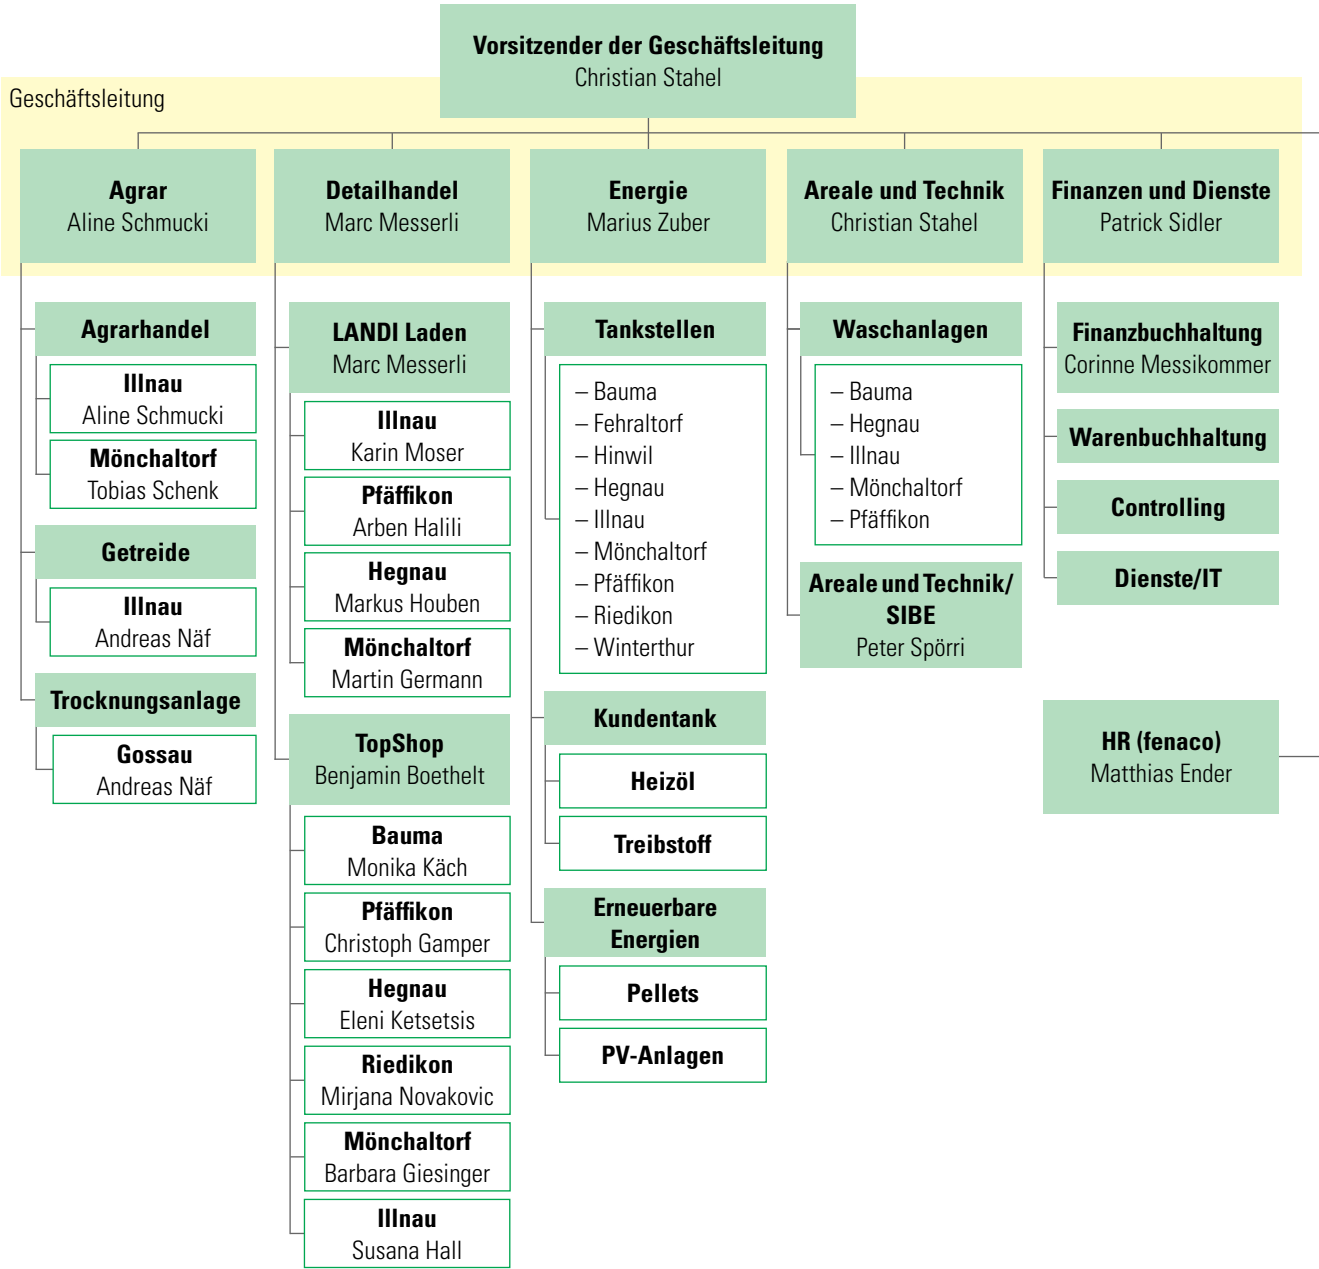 Vorsitzender der Geschäftsleitung
Christian Stahel
Geschäftsleitung
Agrar
Aline Schmucki
Agrarhandel
Illnau
Aline Schmucki
Mönchaltorf
Tobias Schenk
Getreide
Illnau
Andreas Näf
Trocknungsanlage
Gossau
Andreas Näf
Detailhandel
Marc Messerli
LANDI Laden
Marc Messerli
Illnau
Karin Moser
Pfäffikon
Arben Halili
Hegnau
Markus Houben
Mönchaltorf
Martin Germann
TopShop
Benjamin Boethelt
Bauma
Monika Käch
Pfäffikon
Christoph Gamper
Hegnau
Eleni Ketsetsis
Riedikon
Mirjana Novakovic
Mönchaltorf
Barbara Giesinger
Illnau
Susana Hall
Energie
Marius Zuber
Tankstellen
– Bauma
– Fehraltorf
– Hinwil
– Hegnau
– Illnau
– Mönchaltorf
– Pfäffikon
– Riedikon
– Winterthur
Kundentank
Heizöl
Treibstoff
Erneuerbare
Energien
Pellets
PV-Anlagen
Areale und Technik
Christian Stahel
Waschanlagen
– Bauma
– Hegnau
– Illnau
– Mönchaltorf
– Pfäffikon
Areale und Technik/
SIBE
Peter Spörri
Finanzen und Dienste
Patrick Sidler
Finanzbuchhaltung
Corinne Messikommer
Warenbuchhaltung
Controlling
Dienste/IT
HR (fenaco)
Matthias Ender